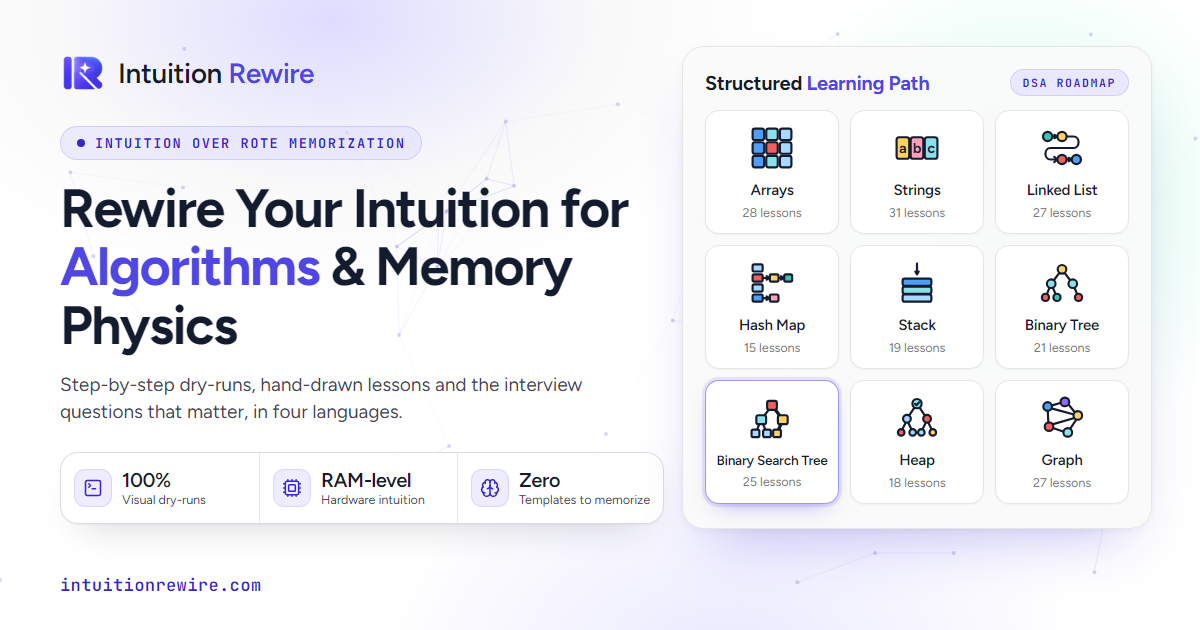 Intuition Rewire
INTUITION OVER ROTE MEMORIZATION
Rewire Your Intuition for
Algorithms & Memory
Physics
Step-by-step dry-runs, hand-drawn lessons and the interview
questions that matter, in four languages.
100%
Visual dry-runs
RAM-level
Hardware intuition
Zero
Templates to memorize
intuitionrewire.com
Structured Learning Path
DSA ROADMAP
Arrays
28 lessons
a b c
Strings
31 lessons
Linked List
27 lessons
Hash Map
15 lessons
Stack
19 lessons
Binary Tree
21 lessons
Binary Search Tree
25 lessons
Heap
18 lessons
Graph
27 lessons